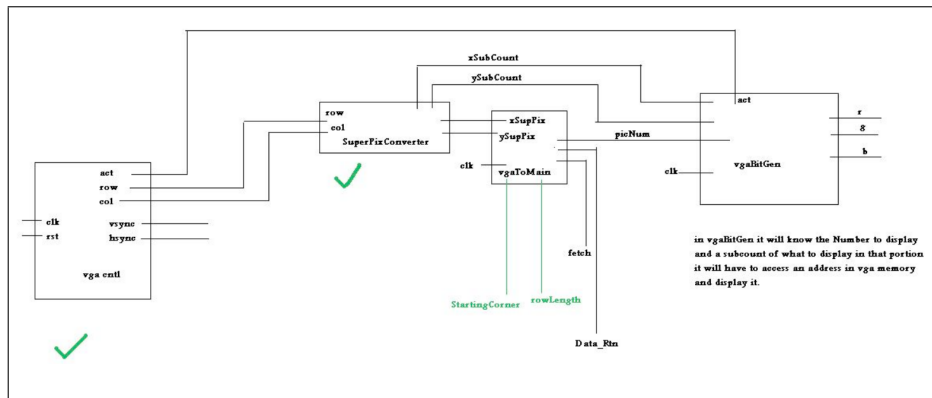 xSubCount
ySubCount
act
row
col
SuperPixConverter
xSupPix
ySupPix
clk
vgaToMain
picNum
act
r
g
b
clk
vgaBitGen
act
row
col
clk
rst
vsync
hsync
vga cntl
fetch
StartingCorner
rowLength
Data_Rtn
in vgaBitGen it will know the Number to display
and a subcount of what to display in that portion
it will have to access an address in vga memory
and display it.